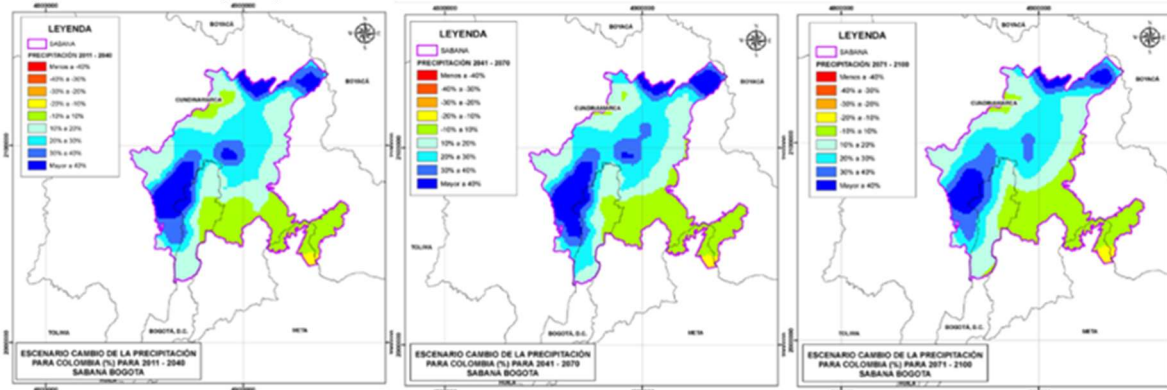 4800000
4900000
BOYACÁ
LEYENDA
SABANA
PRECIPITACIÓN 2011 - 2040
Menos a -40%
-40% a -30%
-30% a -20%
-20% a -10%
-10% a 10%
10% a 20%
20% a 30%
30% a 40%
Mayor a 40%
BOYACÁ
CUNDINAMARCA
TOLIMA
BOGOTÁ, D.C.
META
ESCENARIO CAMBIO DE LA PRECIPITACIÓN
PARA COLOMBIA (%) PARA 2011 - 2040
SABANA BOGOTA
BOYACÁ
LEYENDA
SABANA
PRECIPITACIÓN 2041 - 2070
Menos a -40%
-40% a -30%
-30% a -20%
-20% a -10%
-10% a 10%
10% a 20%
20% a 30%
30% a 40%
Mayor a 40%
BOYACÁ
CUNDINAMARCA
TOLIMA
BOGOTÁ, D.C.
META
ESCENARIO CAMBIO DE LA PRECIPITACIÓN
PARA COLOMBIA (%) PARA 2041 - 2070
SABANA BOGOTA
BOYACÁ
LEYENDA
SABANA
PRECIPITACIÓN 2071 - 2100
Menos a -40%
-40% a -30%
-30% a -20%
-20% a -10%
-10% a 10%
10% a 20%
20% a 30%
30% a 40%
Mayor a 40%
BOYACÁ
CUNDINAMARCA
TOLIMA
BOGOTÁ, D.C.
META
ESCENARIO CAMBIO DE LA PRECIPITACIÓN
PARA COLOMBIA (%) PARA 2071 - 2100
SABANA BOGOTA